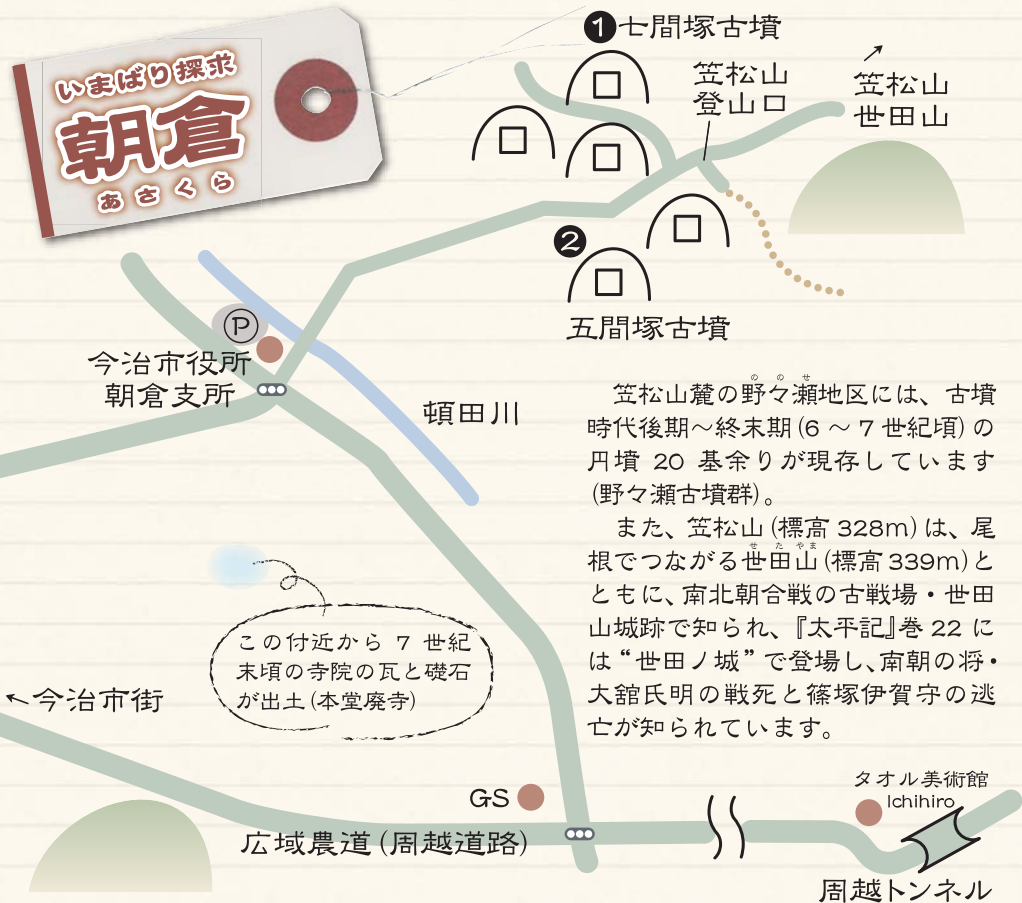 いまばり探求
朝倉
あさくら
❶七間塚古墳
笠松山
登山口
↗
笠松山
世田山
❷
五間塚古墳
P
今治市役所
朝倉支所
頓田川
ののせ
笠松山麓の野々瀬地区には、古墳
時代後期～終末期(6～7世紀頃)の
円墳 20 基余りが現存しています
(野々瀬古墳群)。
また、笠松山(標高 328m)は、尾
せたやま
根でつながる世田山(標高339m)と
ともに、南北朝合戦の古戦場・世田
山城跡で知られ、『太平記』巻 22 に
は“世田ノ城”で登場し、南朝の将・
大舘氏明の戦死と篠塚伊賀守の逃
亡が知られています。
この付近から 7 世紀
末頃の寺院の瓦と礎石
が出土(本堂廃寺)
←今治市街
GS
広域農道(周越道路)
タオル美術館
Ichihiro
周越トンネル